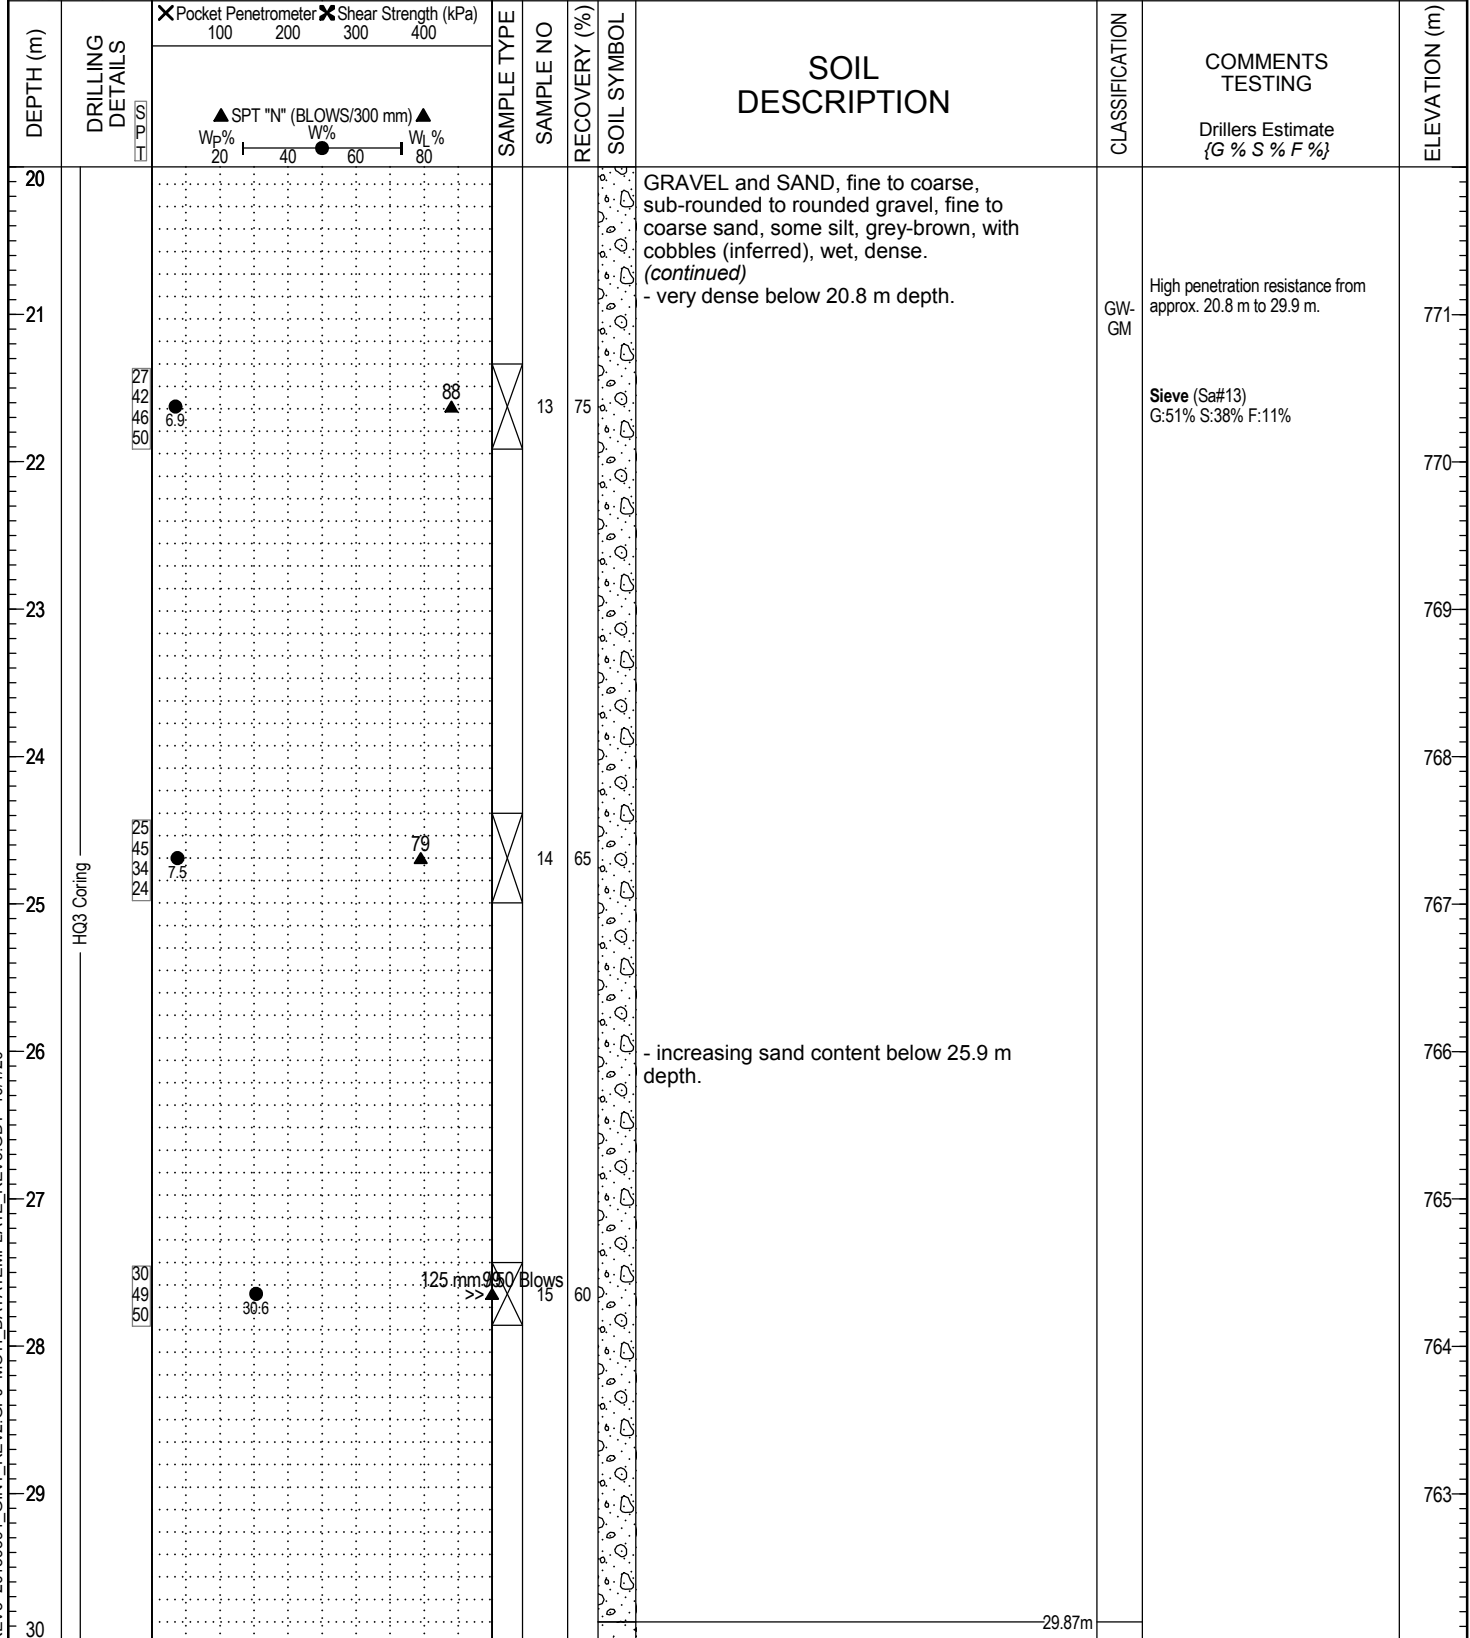 DEPTH (m)
DRILLING
DETAILS
S
P
T
Pocket Penetrometer Shear Strength (kPa)
100 200 300 400
SPT "N" (BLOWS/300 mm)
WP% W% WL%
20 40 60 80
SAMPLE TYPE
SAMPLE NO
RECOVERY (%)
SOIL SYMBOL
SOIL
DESCRIPTION
CLASSIFICATION
COMMENTS
TESTING
Drillers Estimate
{G % S % F %}
ELEVATION (m)
20
GRAVEL and SAND, fine to coarse,
sub-rounded to rounded gravel, fine to
coarse sand, some silt, grey-brown, with
cobbles (inferred), wet, dense.
(continued)
- very dense below 20.8 m depth.
High penetration resistance from
approx. 20.8 m to 29.9 m.
GW-
GM
21
771
27
42
46
50
6.9
88
13
75
Sieve (Sa#13)
G:51% S:38% F:11%
22
770
23
769
24
768
25
45
34
24
7.5
79
14
65
HQ3 Coring
25
767
26
- increasing sand content below 25.9 m
depth.
766
27
765
30
49
50
30.6
125 mm 50 Blows
99
>>
15
60
28
764
29
763
29.87m
30